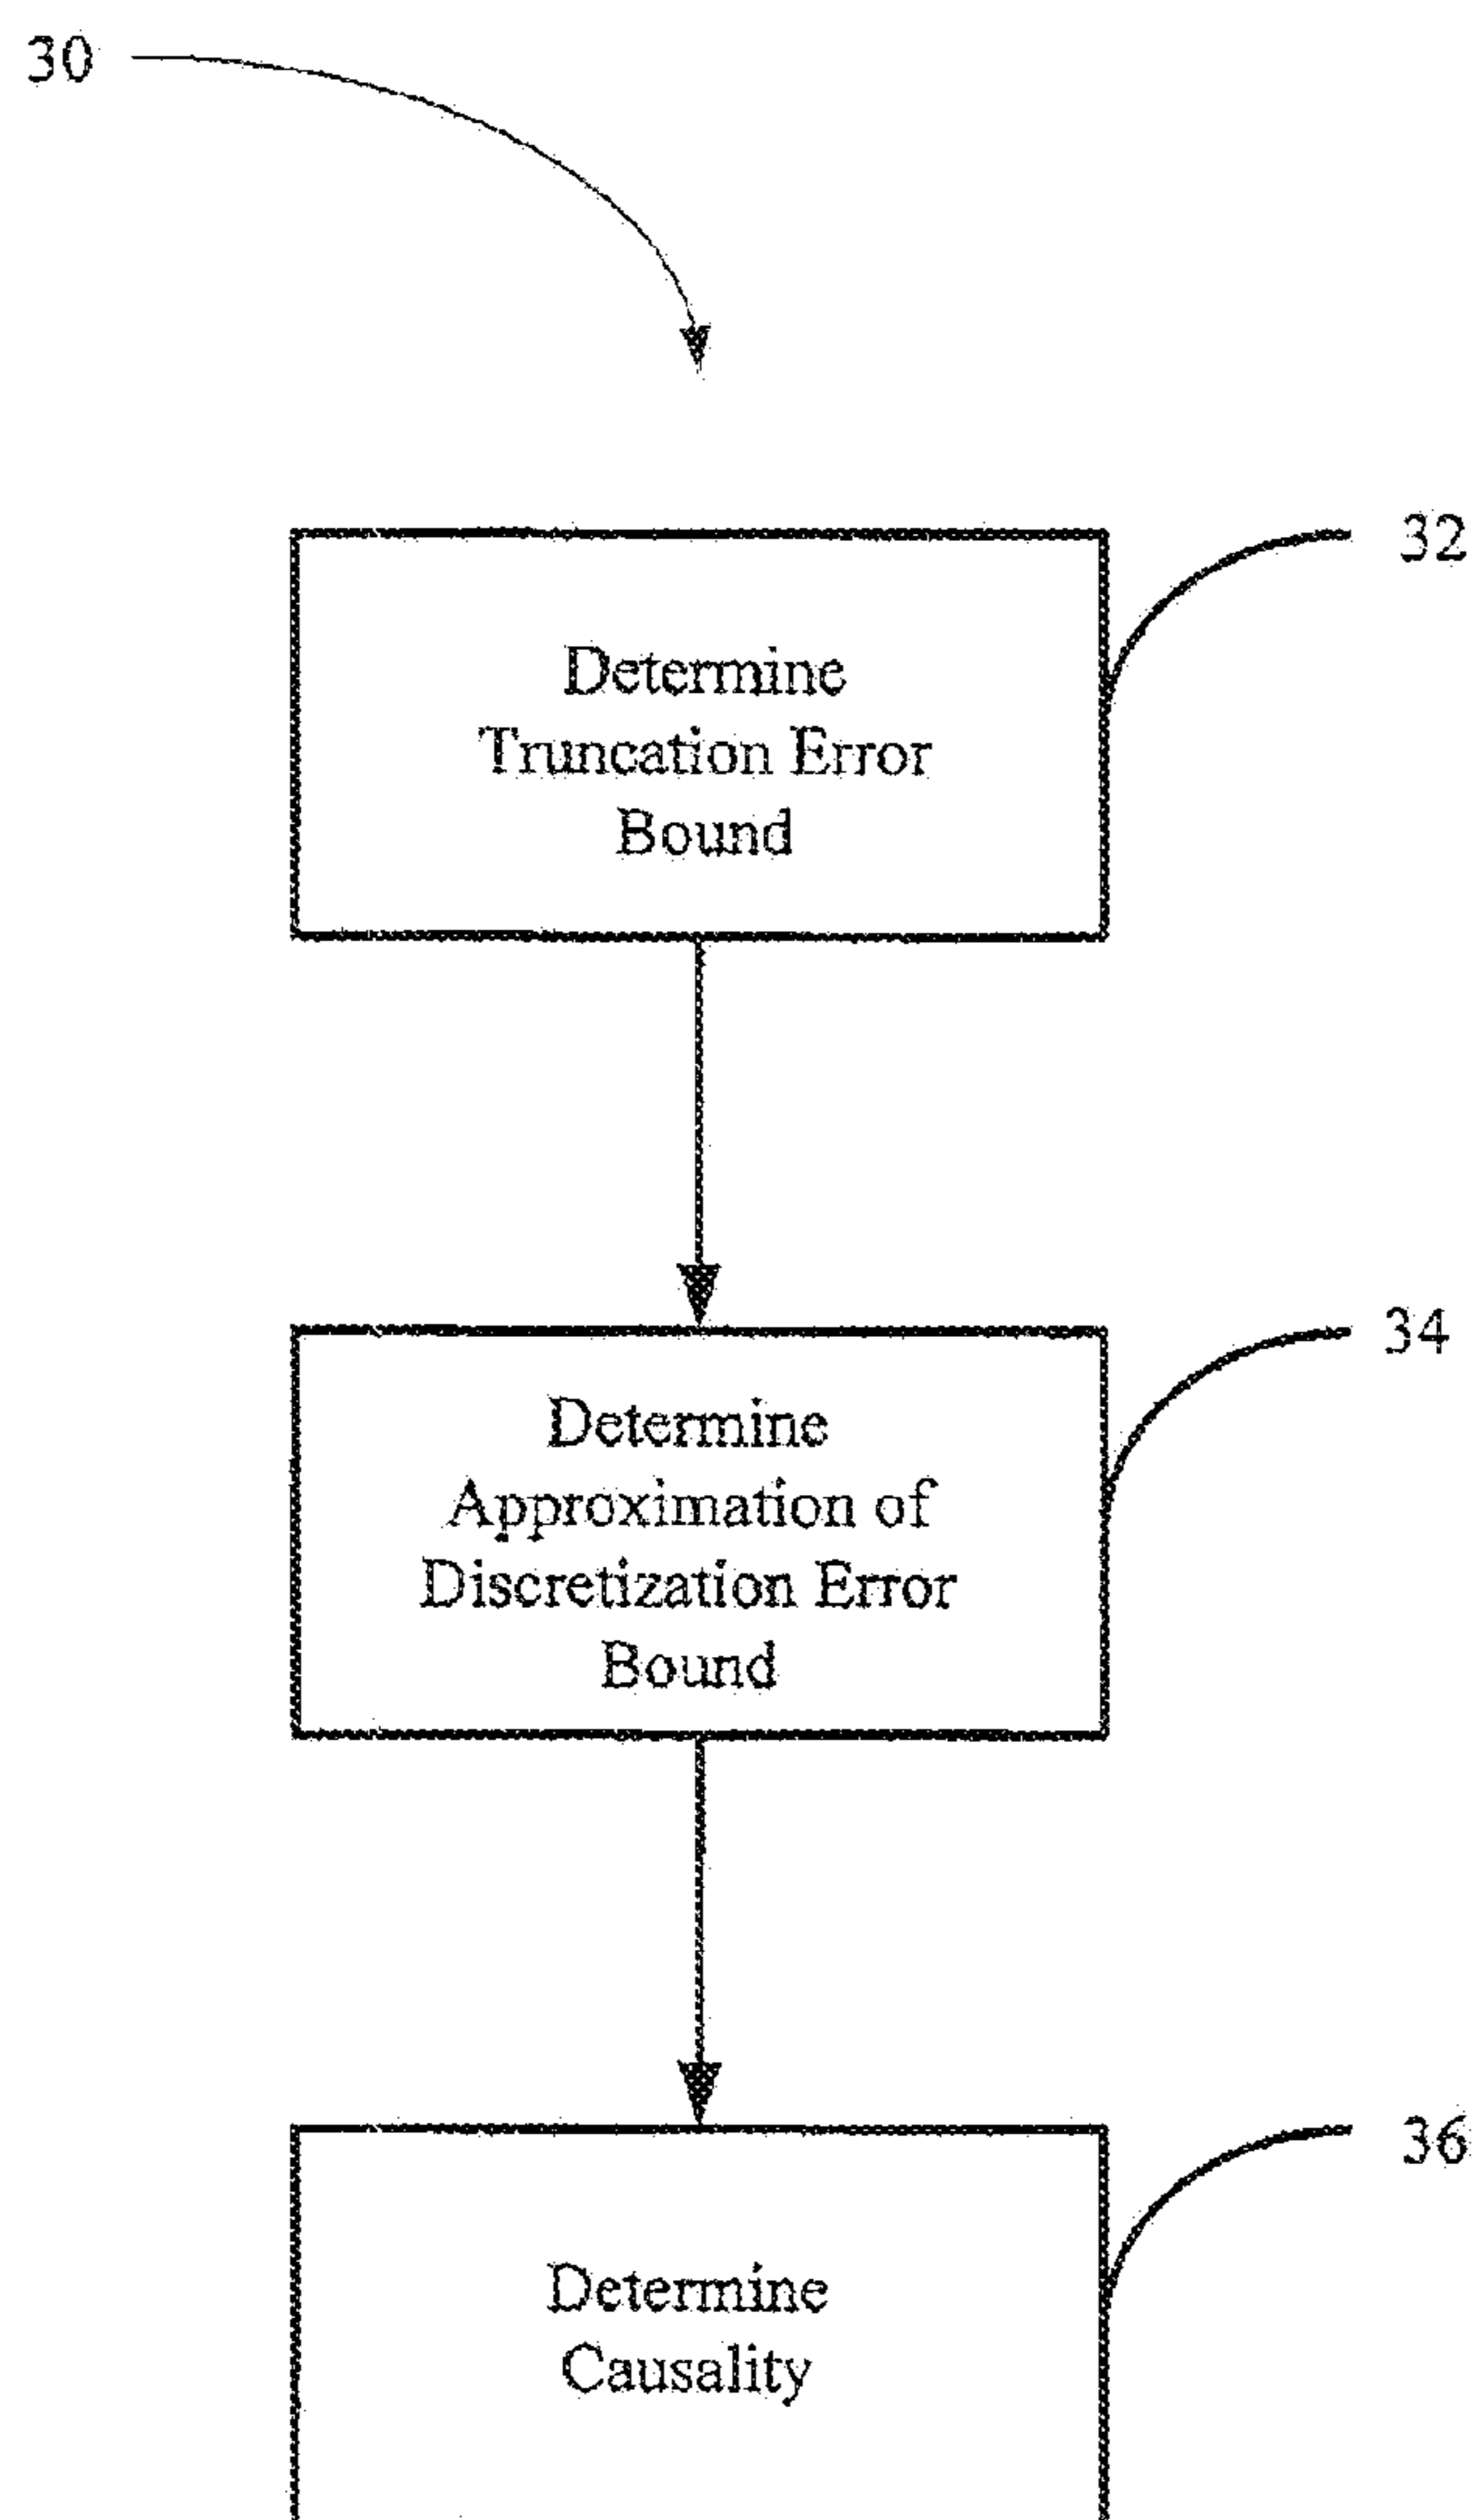 30
32
Determine
Truncation Error
Bound
34
Determine
Approximation of
Discretization Error
Bound
36
Determine
Causality